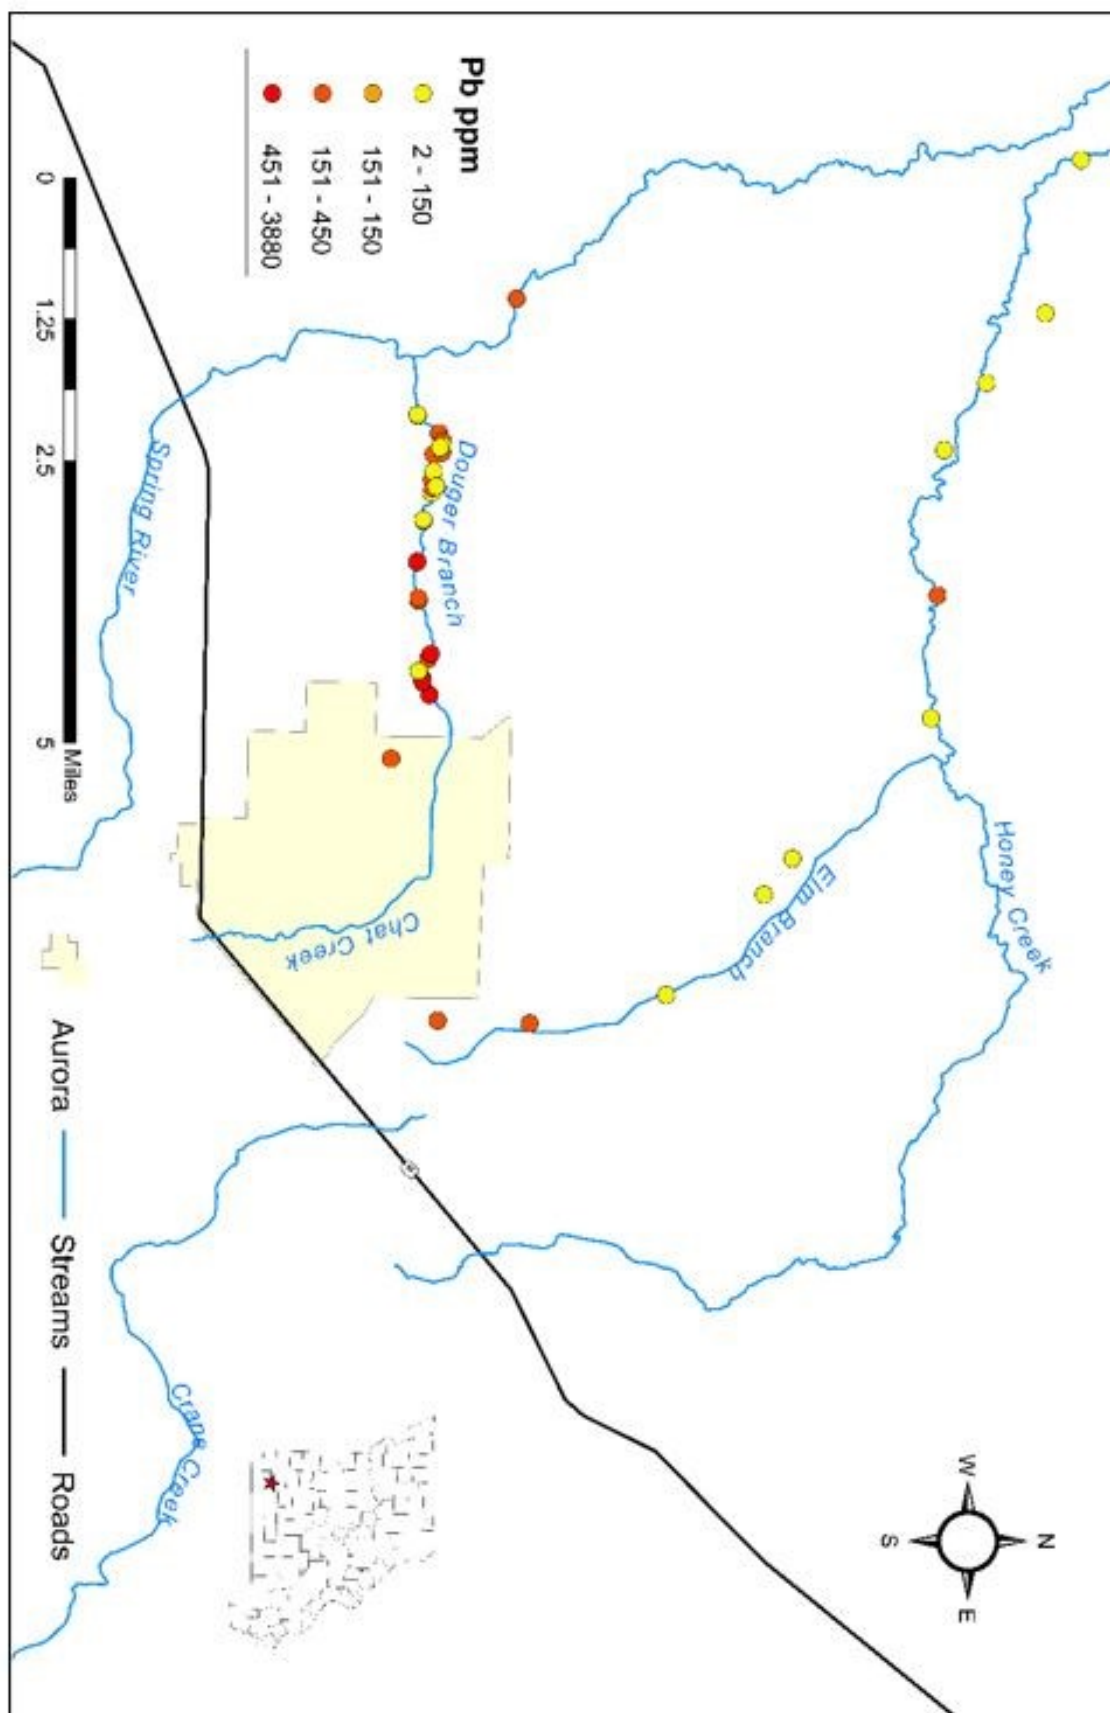 Pb ppm
2 - 150
151 - 150
151 - 450
451 - 3880
0 1.25 2.5 5
Miles
Honey Creek
Elm Branch
Douger Branch
Chat Creek
Spring River
Crane Creek
N
W
E
S
Aurora
Streams
Roads